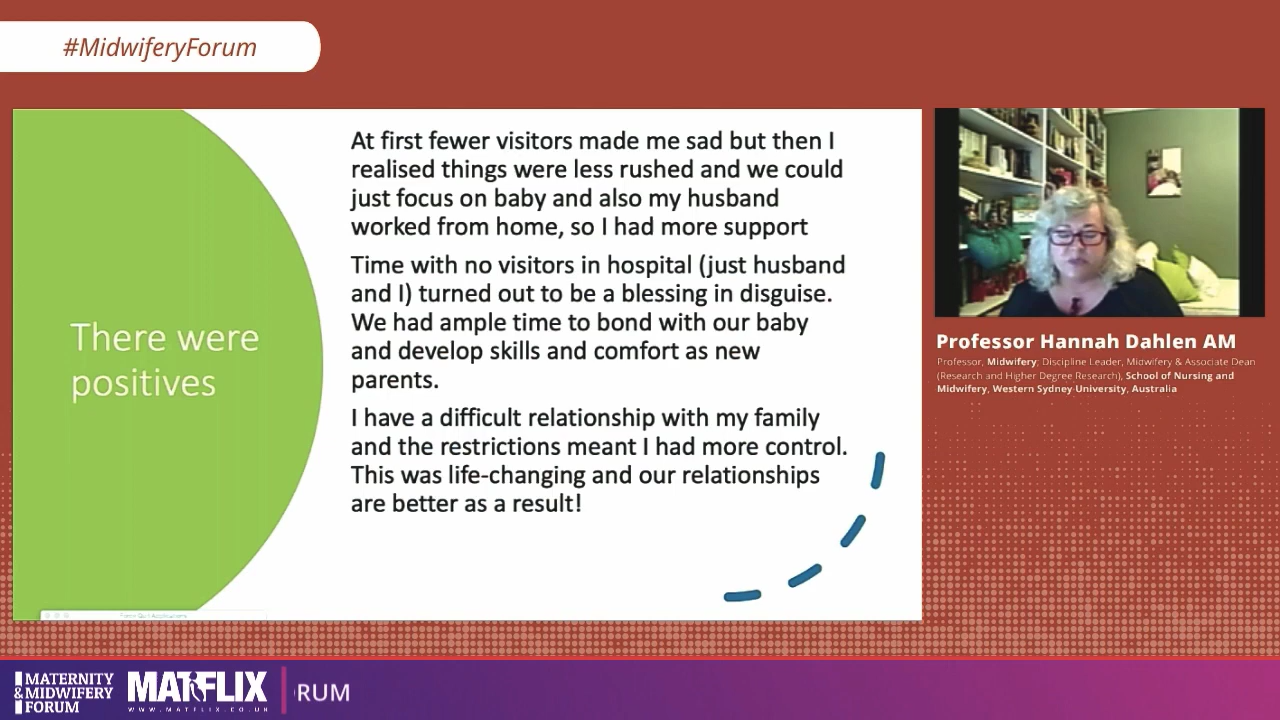 #MidwiferyForum
There were
positives
At first fewer visitors made me sad but then I
realised things were less rushed and we could
just focus on baby and also my husband
worked from home, so I had more support
Time with no visitors in hospital (just husband
and I) turned out to be a blessing in disguise.
We had ample time to bond with our baby
and develop skills and comfort as new
parents.
I have a difficult relationship with my family
and the restrictions meant I had more control.
This was life-changing and our relationships
are better as a result!
Professor Hannah Dahlen AM
Professor, Midwifery; Discipline Leader, Midwifery & Associate Dean
(Research and Higher Degree Research), School of Nursing and
Midwifery, Western Sydney University, Australia
Force Quit Applications
MATERNITY
&MIDWIFERY
FORUM
MATFLIX
WWW.MATFLIX.CO.UK
RUM